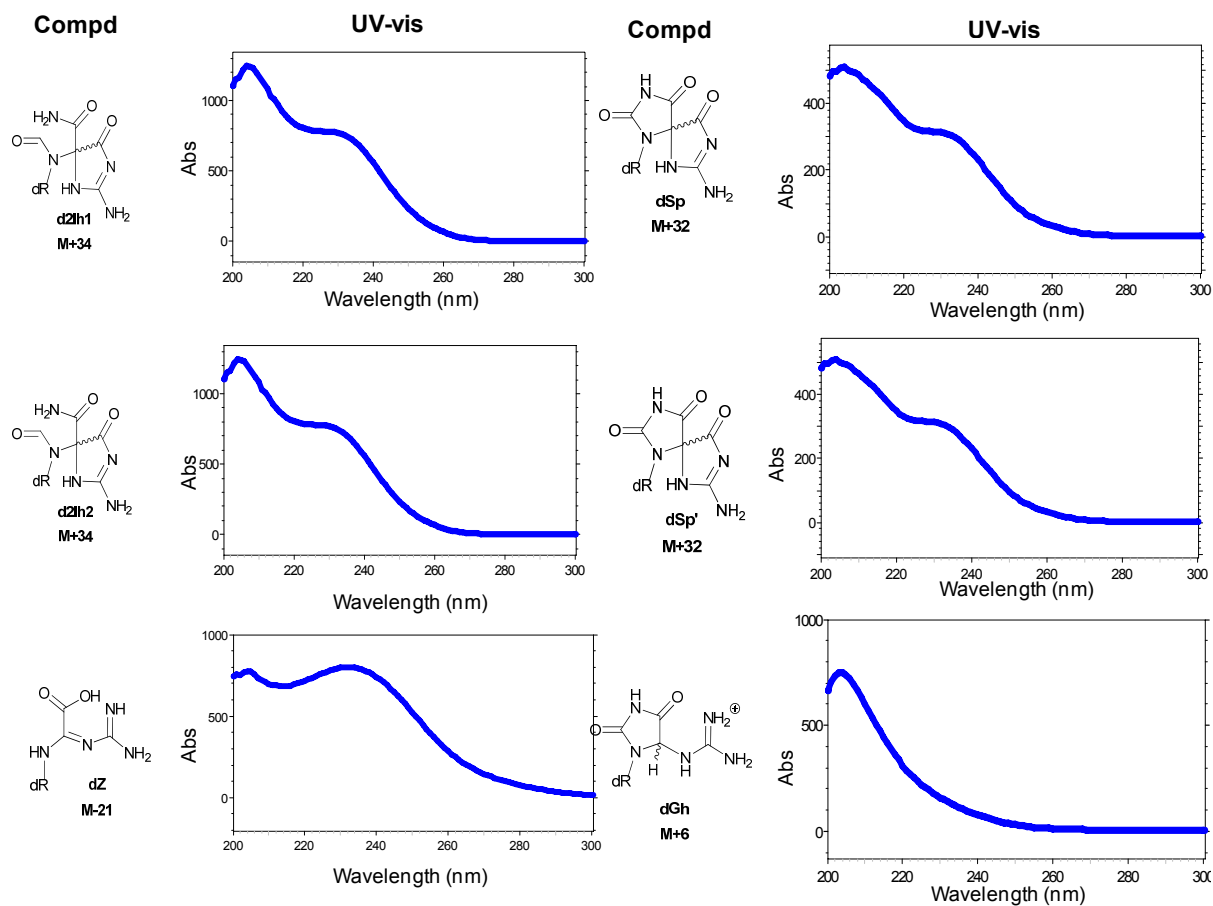 Compd UV-vis Compd UV-vis
1000
500
0
Abs
200 220 240 260 280 300
Wavelength (nm)
H₂N O O
O N N
dR HN NH₂
d2Ih1
M+34
400
200
0
Abs
200 220 240 260 280 300
Wavelength (nm)
H
N O O
O N N
dR HN NH₂
dSp
M+32
1000
500
0
Abs
200 220 240 260 280 300
Wavelength (nm)
H₂N O O
O N N
dR HN NH₂
d2Ih2
M+34
400
200
0
Abs
200 220 240 260 280 300
Wavelength (nm)
H
N O O
O N N
dR HN NH₂
dSp'
M+32
1000
500
0
Abs
200 220 240 260 280 300
Wavelength (nm)
O OH NH
HN N NH₂
dR
dZ
M-21
1000
500
0
Abs
200 220 240 260 280 300
Wavelength (nm)
H
N O
O N NH₂ ⊕
dR H N NH₂
H
dGh
M+6